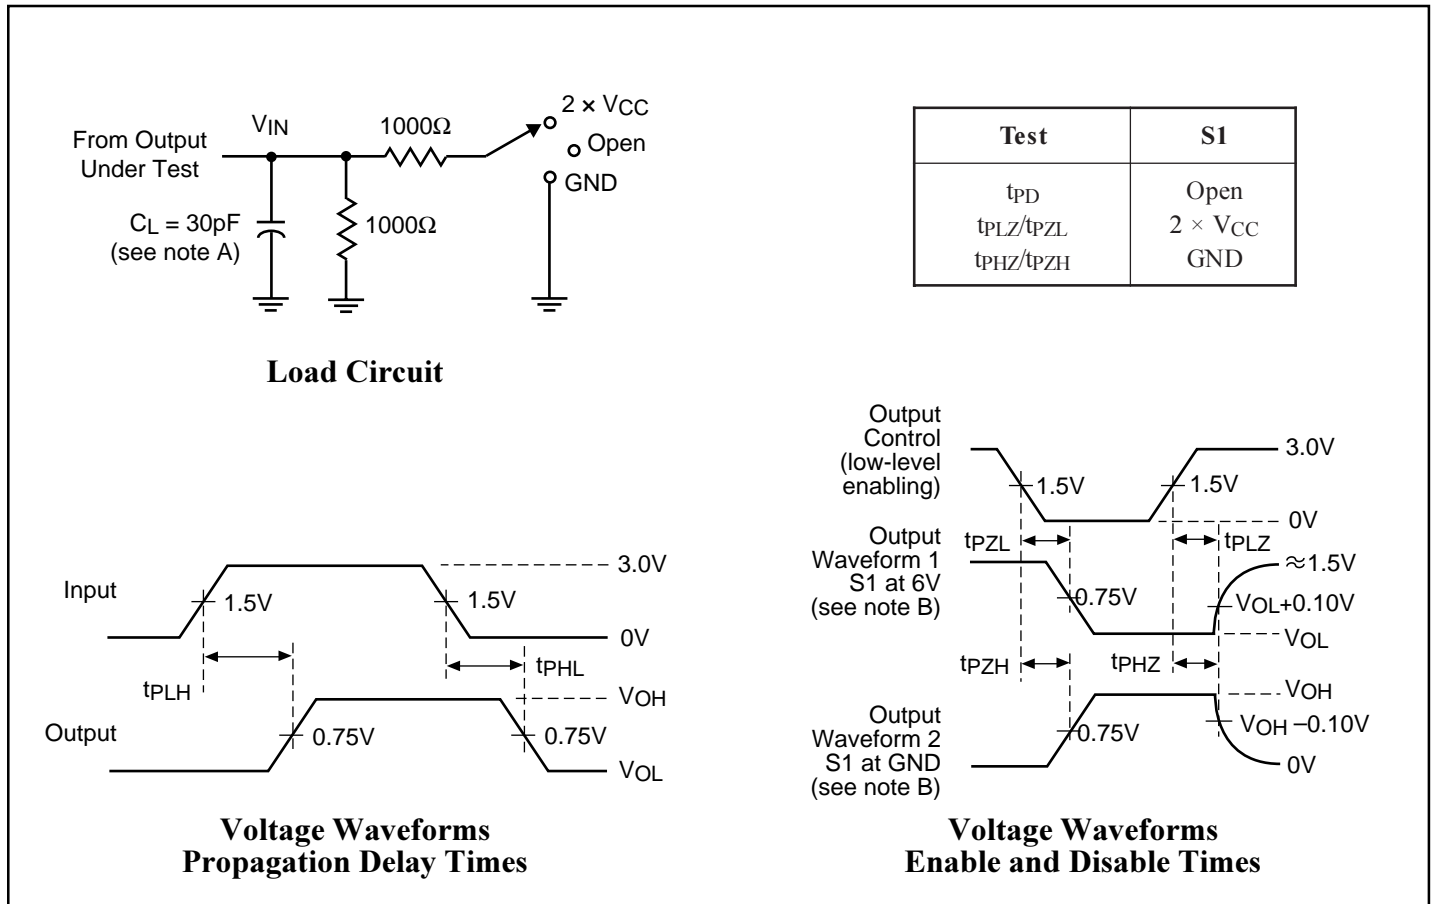 From Output
Under Test
VIN
1000Ω
2 × VCC
Open
GND
CL = 30pF
(see note A)
1000Ω
Load Circuit
Test S1
tPD Open
tPLZ/tPZL 2 × VCC
tPHZ/tPZH GND
Input
1.5V
1.5V
3.0V
0V
tPLH
tPHL
Output
0.75V
0.75V
VOH
VOL
Voltage Waveforms
Propagation Delay Times
Output
Control
(low-level
enabling)
1.5V
1.5V
3.0V
0V
Output
Waveform 1
S1 at 6V
(see note B)
tPZL
tPLZ
0.75V
≈1.5V
VOL+0.10V
VOL
tPZH
tPHZ
Output
Waveform 2
S1 at GND
(see note B)
0.75V
VOH
VOH –0.10V
0V
Voltage Waveforms
Enable and Disable Times